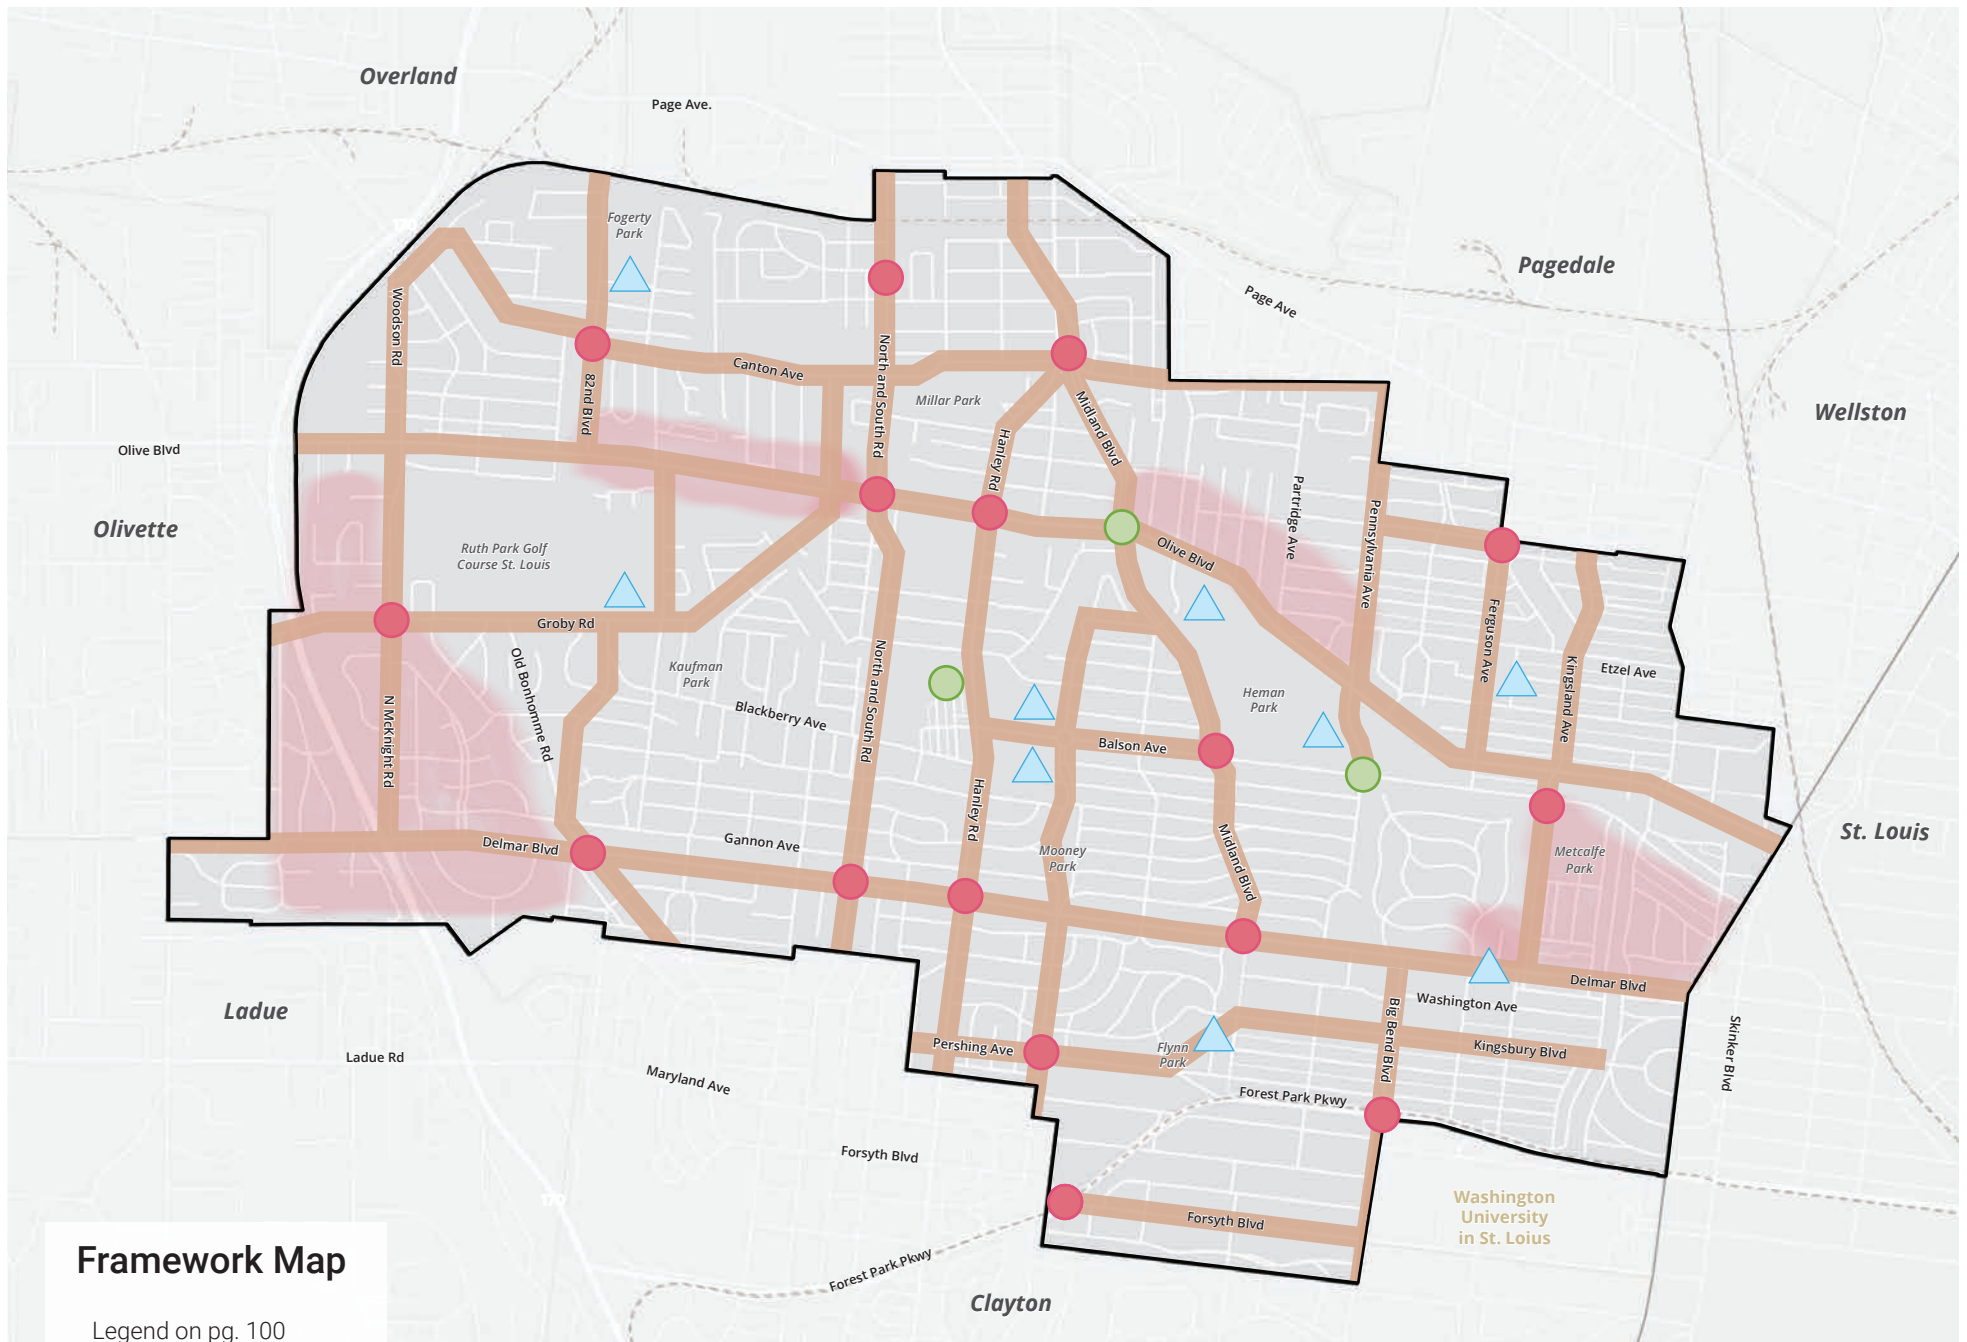 Overland
Page Ave.
170
Fogerty
Park
Pagedale
Page Ave
Woodson Rd
82nd Blvd
Canton Ave
North and South Rd
Millar Park
Midland Blvd
Hanley Rd
Wellston
Olive Blvd
Olivette
Ruth Park Golf
Course St. Louis
Olive Blvd
Partridge Ave
Pennsylvania Ave
Groby Rd
Ferguson Ave
Kingsland Ave
Etzel Ave
Old Bonhomme Rd
Kaufman
Park
North and South Rd
Blackberry Ave
Heman
Park
N McKnight Rd
Balson Ave
Hanley Rd
Delmar Blvd
Gannon Ave
Mooney
Park
Midland Blvd
Metcalfe
Park
St. Louis
Ladue
Ladue Rd
Maryland Ave
Pershing Ave
Flynn
Park
Big Bend Blvd
Washington Ave
Delmar Blvd
Kingsbury Blvd
Skinker Blvd
Forest Park Pkwy
Forsyth Blvd
170
Washington
University
in St. Loius
Forsyth Blvd
Forest Park Pkwy
Clayton
Framework Map
Legend on pg. 100